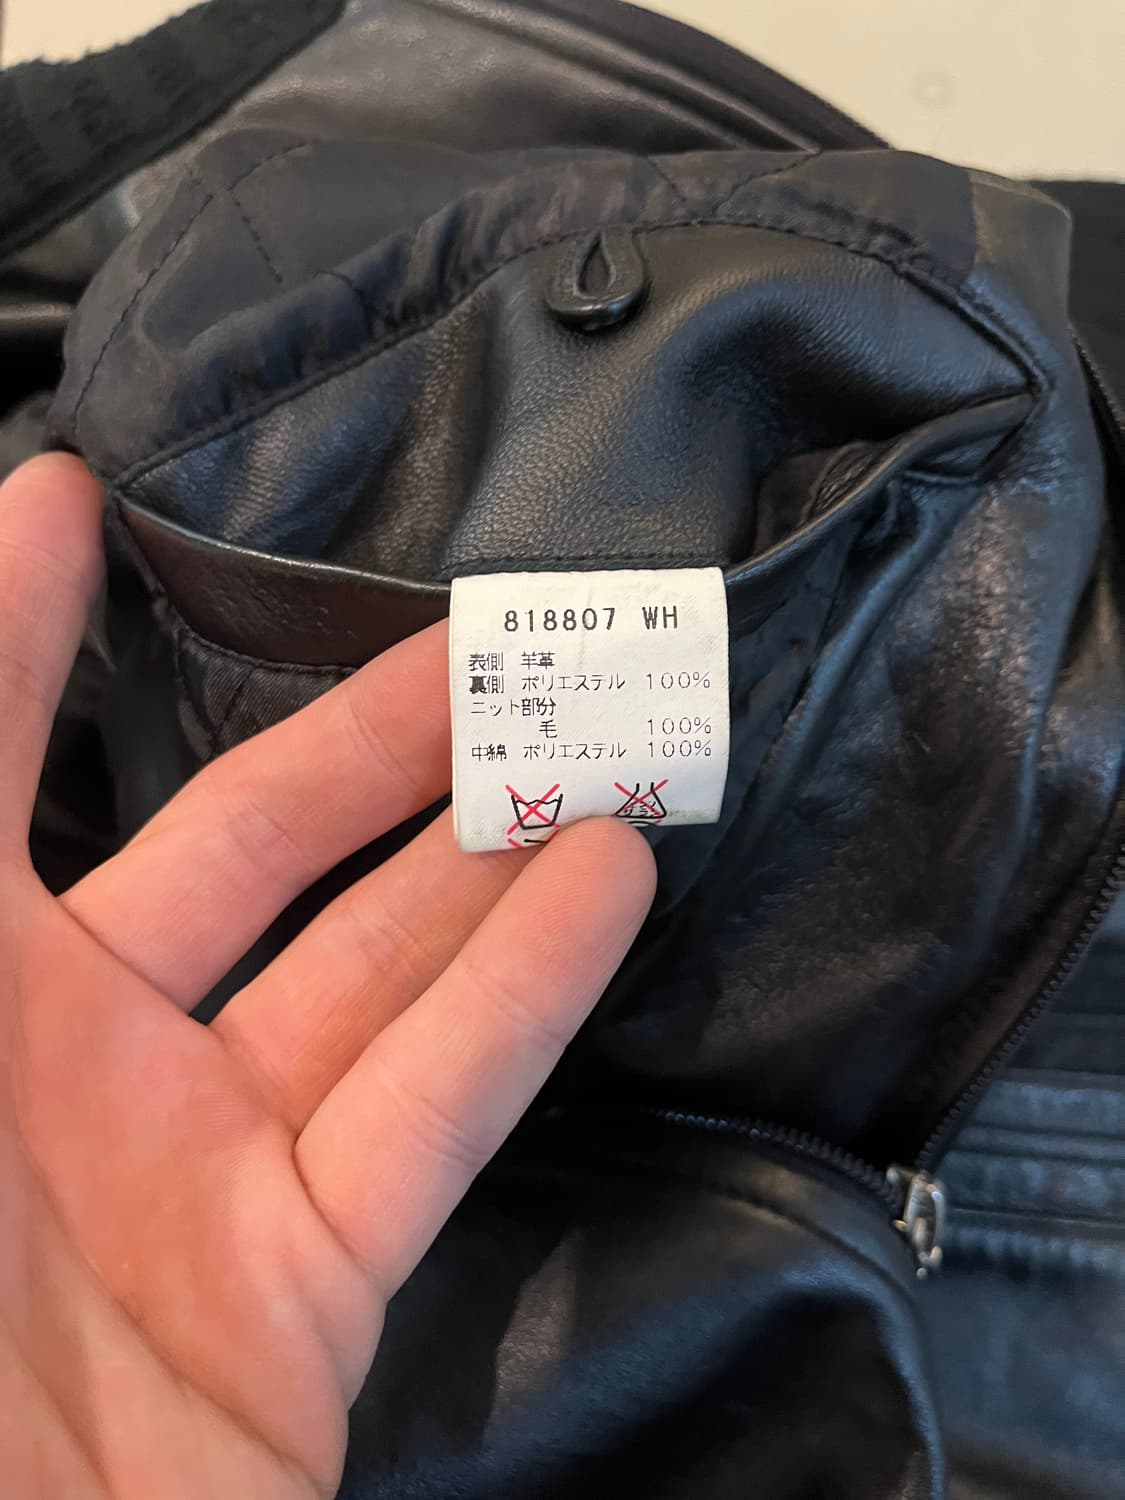 818807 WH
表側 羊革
裏側 ポリエステル 100%
ニット部分
毛 100%
中綿 ポリエステル 100%